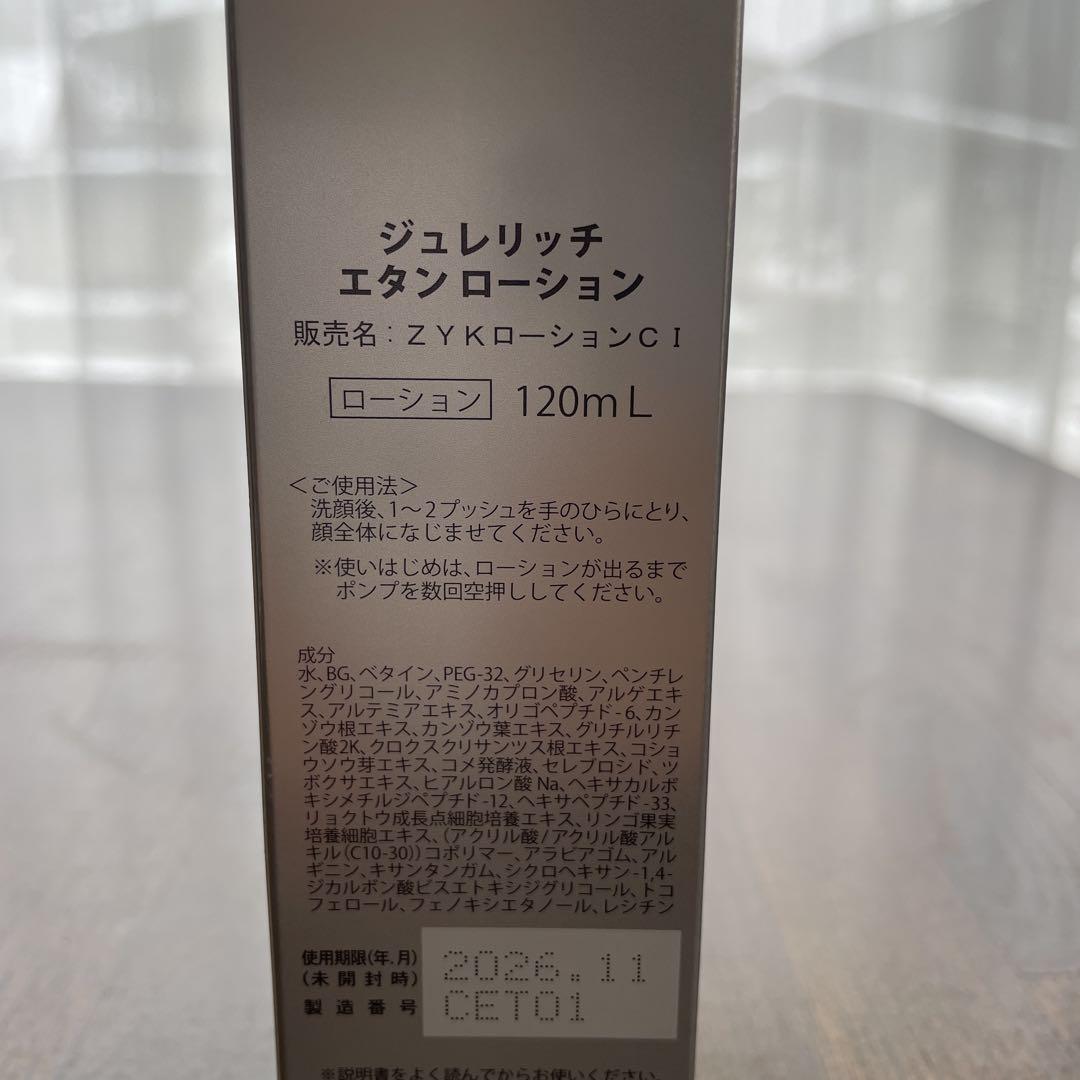 ジュレリッチ
エタン ローション
販売名：ＺＹＫローションＣＩ
ローション 120mL
＜ご使用法＞
洗顔後、1～2プッシュを手のひらにとり、
顔全体になじませてください。
※使いはじめは、ローションが出るまで
ポンプを数回空押ししてください。
成分
水、BG、ベタイン、PEG-32、グリセリン、ペンチレ
ングリコール、アミノカプロン酸、アルゲエキ
ス、アルテミアエキス、オリゴペプチド-6、カン
ゾウ根エキス、カンゾウ葉エキス、グリチルリチ
ン酸2K、クロクスクリサンツス根エキス、コショ
ウソウ芽エキス、コメ発酵液、セレブロシド、ツ
ボクサエキス、ヒアルロン酸Na、ヘキサカルボ
キシメチルジペプチド-12、ヘキサペプチド-33、
リョクトウ成長点細胞培養エキス、リンゴ果実
培養細胞エキス、（アクリル酸/アクリル酸アル
キル（C10-30））コポリマー、アラビアゴム、アル
ギニン、キサンタンガム、シクロヘキサン-1,4-
ジカルボン酸ビスエトキシジグリコール、トコ
フェロール、フェノキシエタノール、レシチン
使用期限（年.月） 2026.11
（未開封時）
製造番号 CET01
※説明書をよく読んでからお使いください。